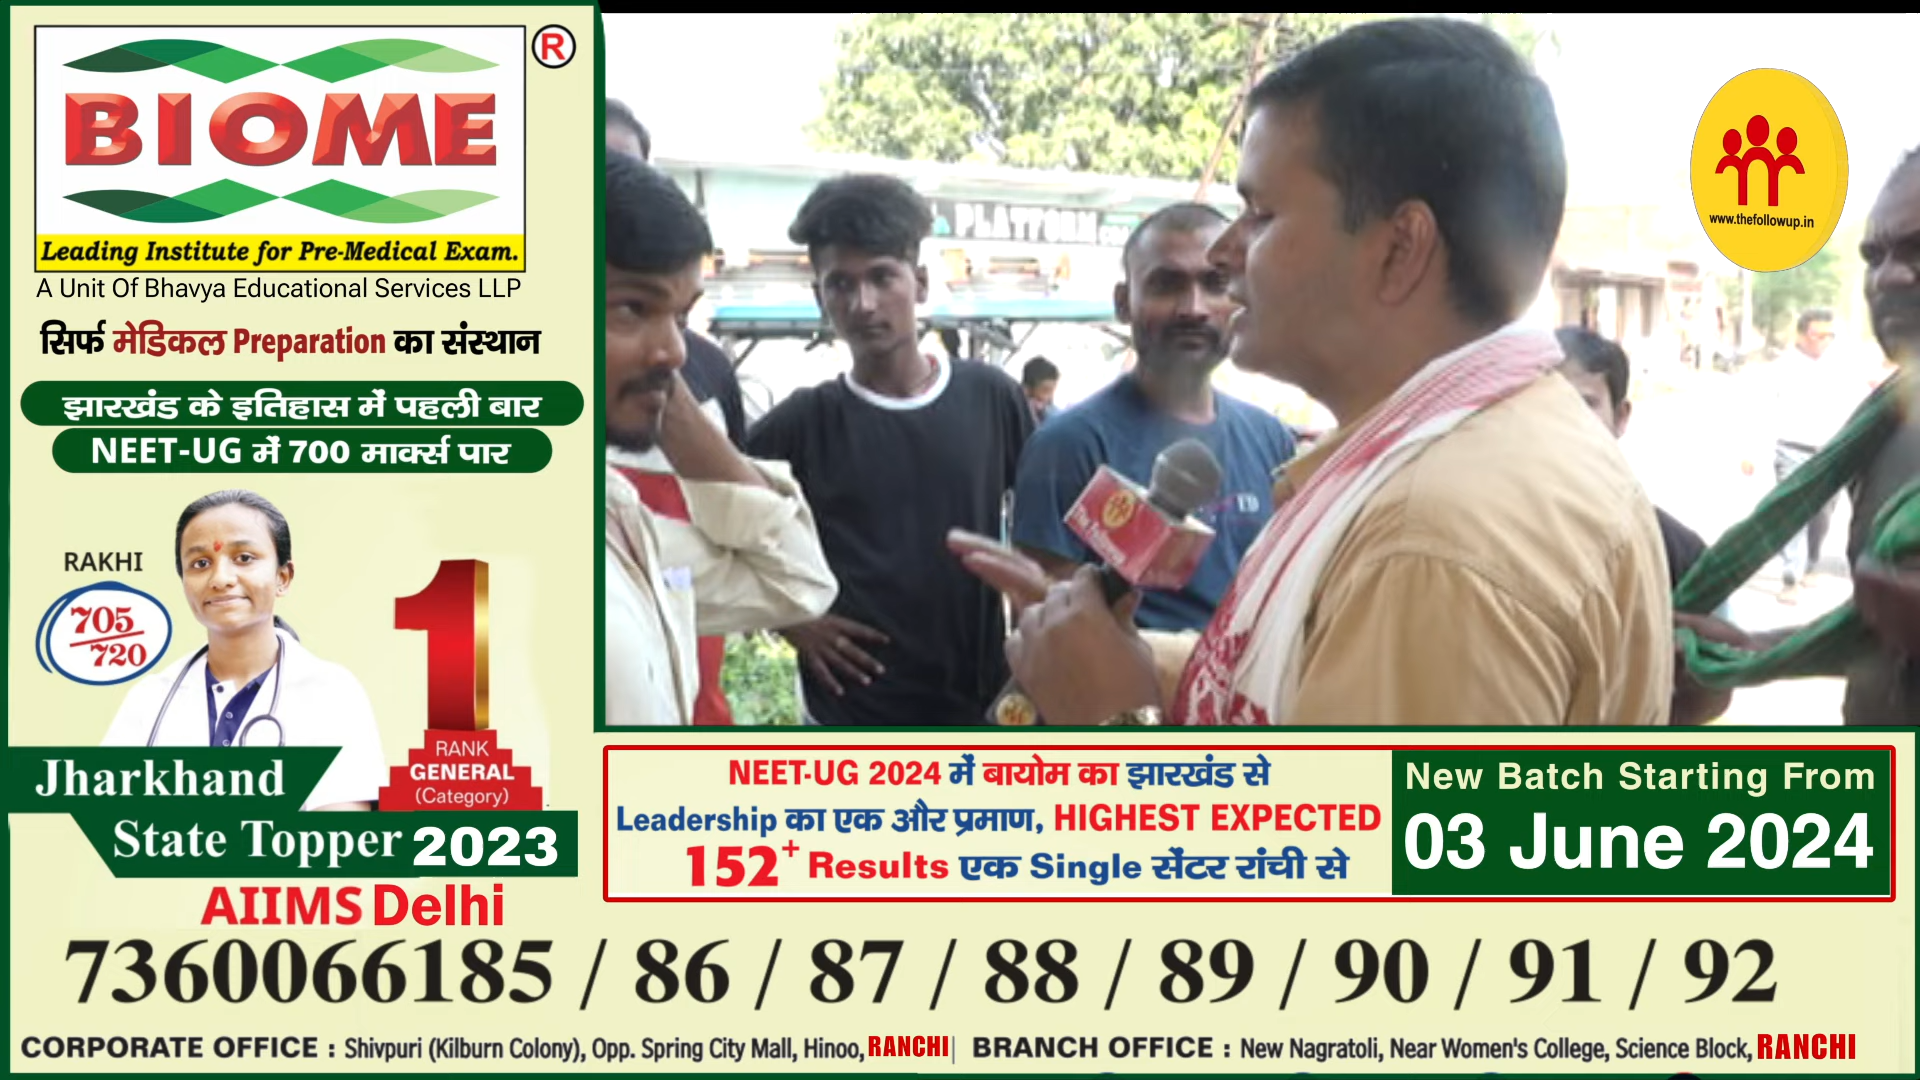 BIOME
®
Leading Institute for Pre-Medical Exam.
A Unit Of Bhavya Educational Services LLP
सिर्फ मेडिकल Preparation का संस्थान
झारखंड के इतिहास में पहली बार
NEET-UG में 700 मार्क्स पार
RAKHI
705
720
1
RANK
GENERAL
(Category)
Jharkhand
State Topper 2023
AIIMS Delhi
PLATFORM
The Followup
www.thefollowup.in
NEET-UG 2024 में बायोम का झारखंड से
Leadership का एक और प्रमाण, HIGHEST EXPECTED
152+ Results एक Single सेंटर रांची से
New Batch Starting From
03 June 2024
7360066185 / 86 / 87 / 88 / 89 / 90 / 91 / 92
CORPORATE OFFICE : Shivpuri (Kilburn Colony), Opp. Spring City Mall, Hinoo, RANCHI | BRANCH OFFICE : New Nagratoli, Near Women's College, Science Block, RANCHI